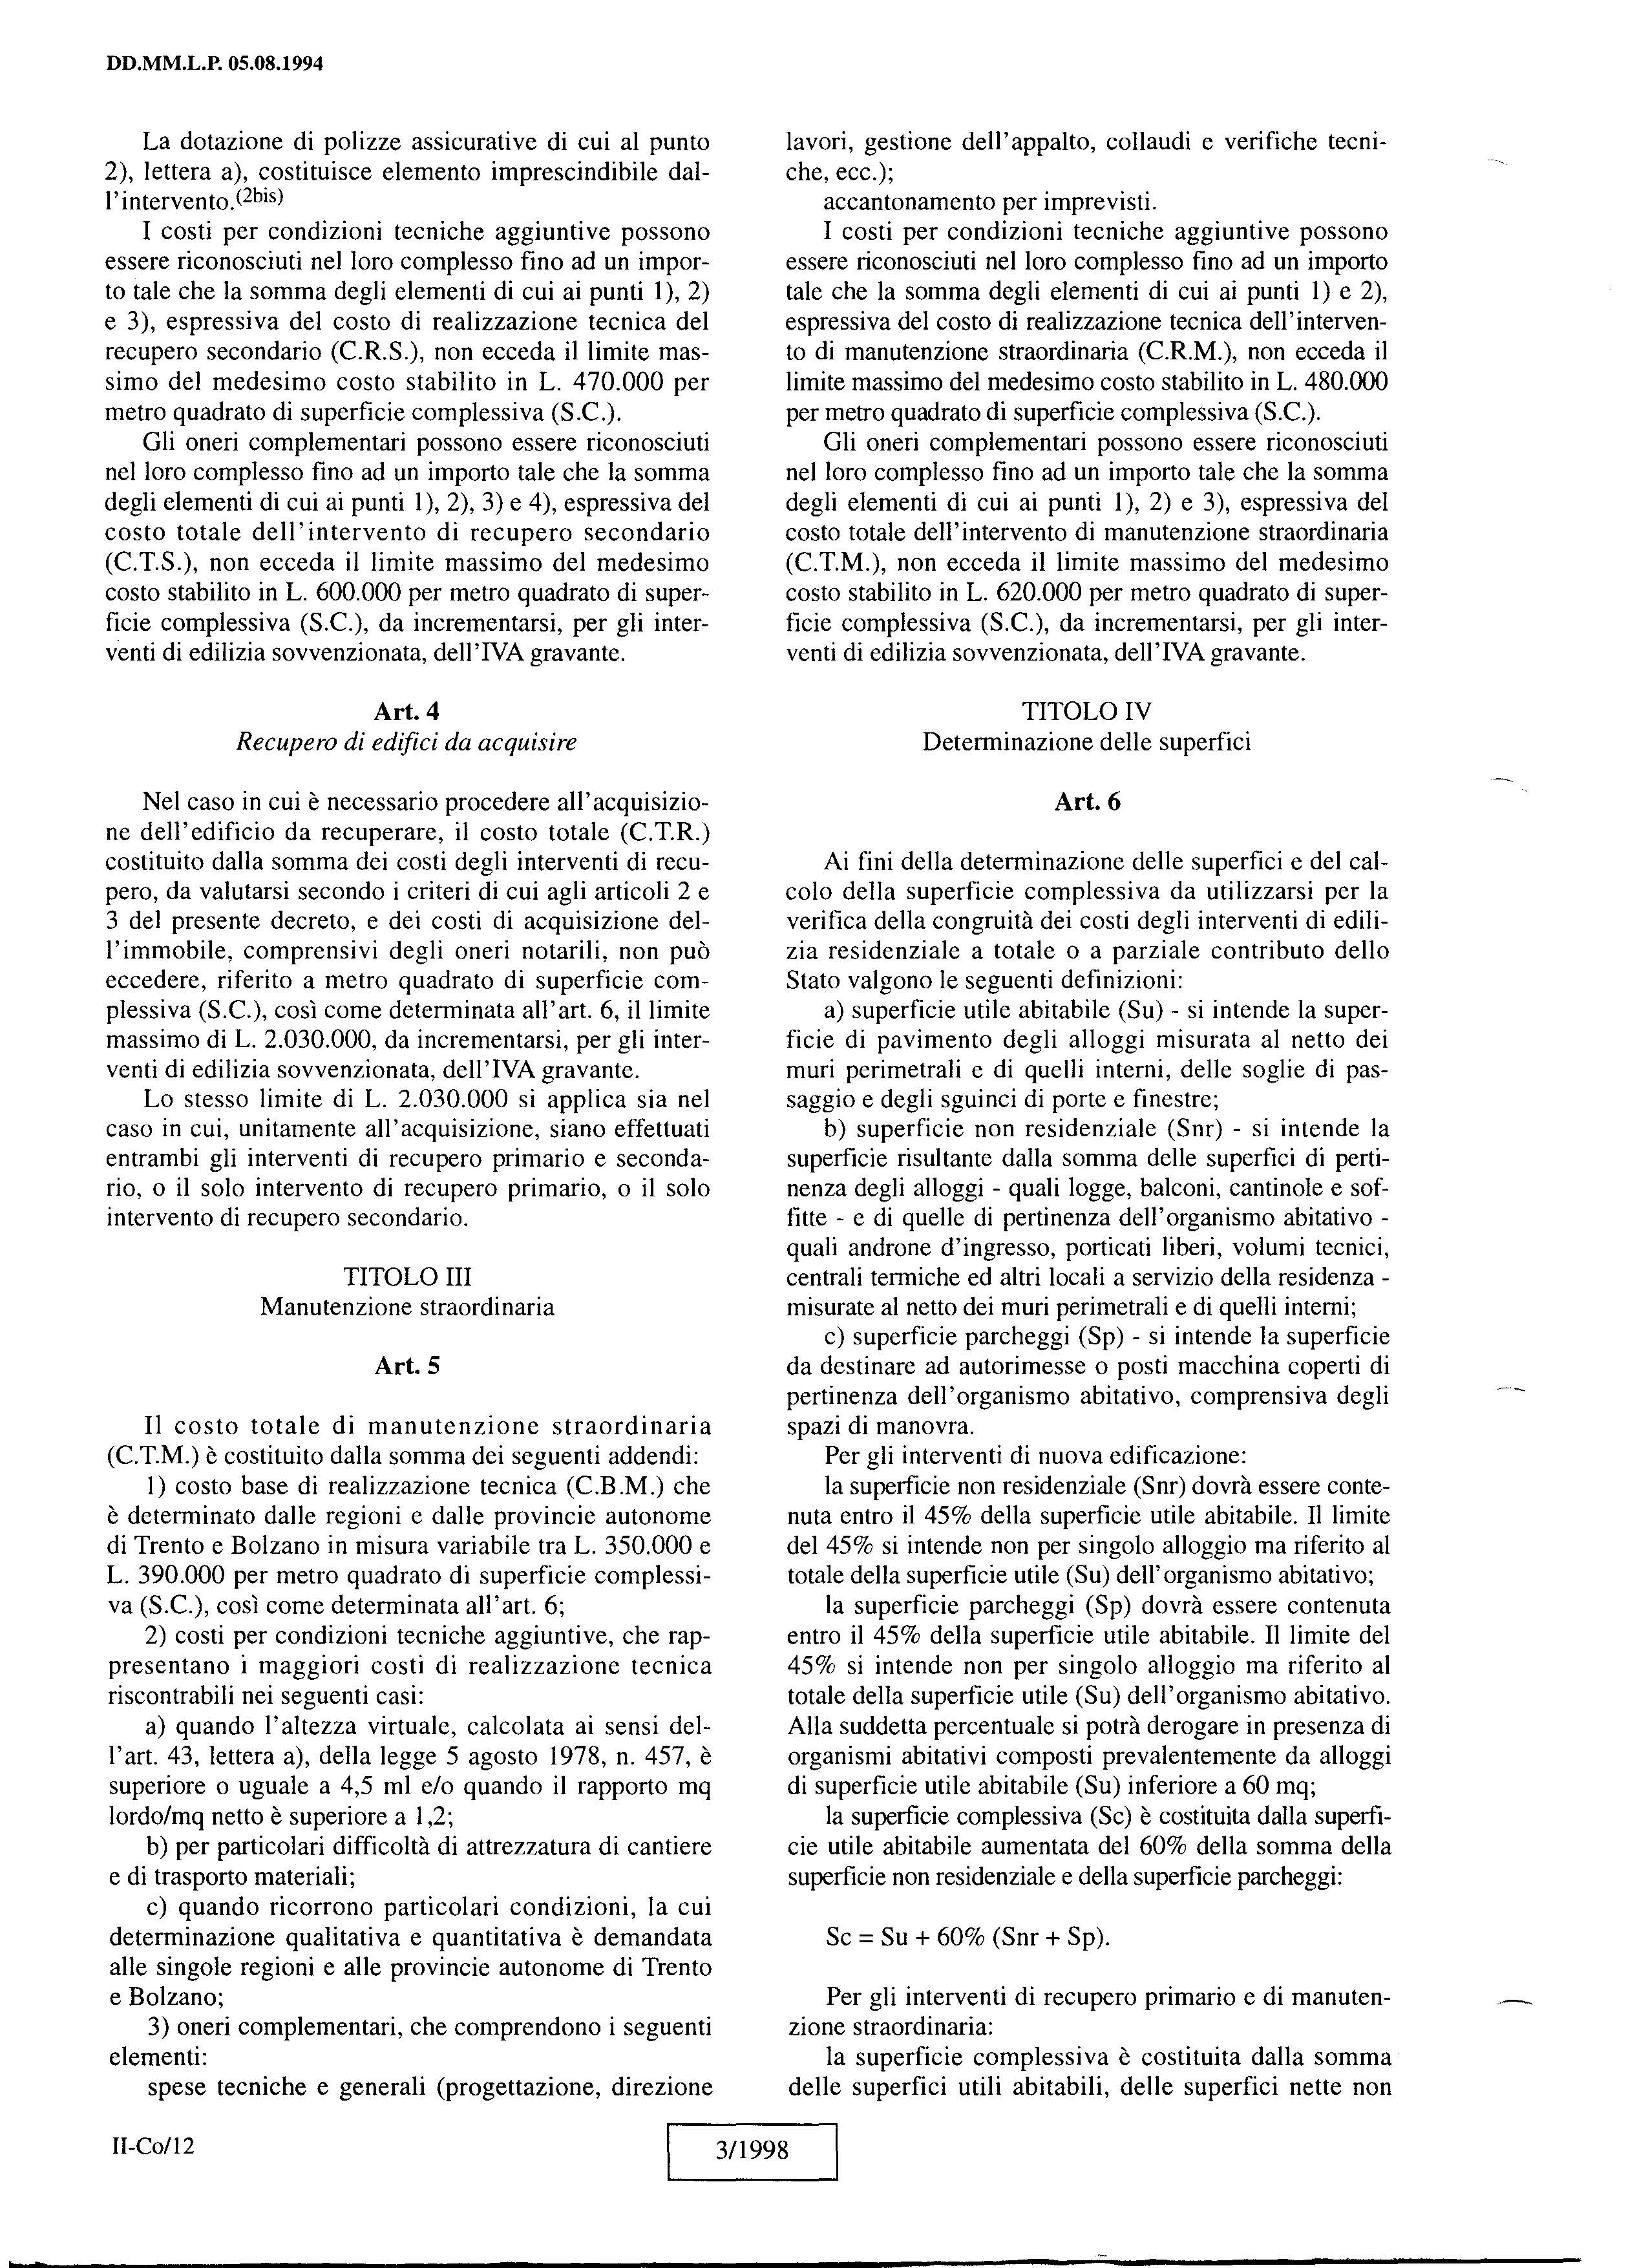 DD.MM.L.P. 05.08.1994
La dotazione di polizze assicurative di cui al punto
2), lettera a), costituisce elemento imprescindibile dal-
l'intervento.(2bis)
I costi per condizioni tecniche aggiuntive possono
essere riconosciuti nel loro complesso fino ad un impor-
to tale che la somma degli elementi di cui ai punti 1), 2)
e 3), espressiva del costo di realizzazione tecnica del
recupero secondario (C.R.S.), non ecceda il limite mas-
simo del medesimo costo stabilito in L. 470.000 per
metro quadrato di superficie complessiva (S.C.).
Gli oneri complementari possono essere riconosciuti
nel loro complesso fino ad un importo tale che la somma
degli elementi di cui ai punti 1), 2), 3) e 4), espressiva del
costo totale dell'intervento di recupero secondario
(C.T.S.), non ecceda il limite massimo del medesimo
costo stabilito in L. 600.000 per metro quadrato di super-
ficie complessiva (S.C.), da incrementarsi, per gli inter-
venti di edilizia sovvenzionata, dell'IVA gravante.
Art. 4
Recupero di edifici da acquisire
Nel caso in cui è necessario procedere all'acquisizio-
ne dell'edificio da recuperare, il costo totale (C.T.R.)
costituito dalla somma dei costi degli interventi di recu-
pero, da valutarsi secondo i criteri di cui agli articoli 2 e
3 del presente decreto, e dei costi di acquisizione del-
l'immobile, comprensivi degli oneri notarili, non può
eccedere, riferito a metro quadrato di superficie com-
plessiva (S.C.), così come determinata all'art. 6, il limite
massimo di L. 2.030.000, da incrementarsi, per gli inter-
venti di edilizia sovvenzionata, dell'IVA gravante.
Lo stesso limite di L. 2.030.000 si applica sia nel
caso in cui, unitamente all'acquisizione, siano effettuati
entrambi gli interventi di recupero primario e seconda-
rio, o il solo intervento di recupero primario, o il solo
intervento di recupero secondario.
TITOLO III
Manutenzione straordinaria
Art. 5
Il costo totale di manutenzione straordinaria
(C.T.M.) è costituito dalla somma dei seguenti addendi:
1) costo base di realizzazione tecnica (C.B.M.) che
è determinato dalle regioni e dalle provincie autonome
di Trento e Bolzano in misura variabile tra L. 350.000 e
L. 390.000 per metro quadrato di superficie complessi-
va (S.C.), così come determinata all'art. 6;
2) costi per condizioni tecniche aggiuntive, che rap-
presentano i maggiori costi di realizzazione tecnica
riscontrabili nei seguenti casi:
a) quando l'altezza virtuale, calcolata ai sensi del-
l'art. 43, lettera a), della legge 5 agosto 1978, n. 457, è
superiore o uguale a 4,5 ml e/o quando il rapporto mq
lordo/mq netto è superiore a 1,2;
b) per particolari difficoltà di attrezzatura di cantiere
e di trasporto materiali;
c) quando ricorrono particolari condizioni, la cui
determinazione qualitativa e quantitativa è demandata
alle singole regioni e alle provincie autonome di Trento
e Bolzano;
3) oneri complementari, che comprendono i seguenti
elementi:
spese tecniche e generali (progettazione, direzione
lavori, gestione dell'appalto, collaudi e verifiche tecni-
che, ecc.);
accantonamento per imprevisti.
I costi per condizioni tecniche aggiuntive possono
essere riconosciuti nel loro complesso fino ad un importo
tale che la somma degli elementi di cui ai punti 1) e 2),
espressiva del costo di realizzazione tecnica dell'interven-
to di manutenzione straordinaria (C.R.M.), non ecceda il
limite massimo del medesimo costo stabilito in L. 480.000
per metro quadrato di superficie complessiva (S.C.).
Gli oneri complementari possono essere riconosciuti
nel loro complesso fino ad un importo tale che la somma
degli elementi di cui ai punti 1), 2) e 3), espressiva del
costo totale dell'intervento di manutenzione straordinaria
(C.T.M.), non ecceda il limite massimo del medesimo
costo stabilito in L. 620.000 per metro quadrato di super-
ficie complessiva (S.C.), da incrementarsi, per gli inter-
venti di edilizia sovvenzionata, dell'IVA gravante.
TITOLO IV
Determinazione delle superfici
Art. 6
Ai fini della determinazione delle superfici e del cal-
colo della superficie complessiva da utilizzarsi per la
verifica della congruità dei costi degli interventi di edili-
zia residenziale a totale o a parziale contributo dello
Stato valgono le seguenti definizioni:
a) superficie utile abitabile (Su) - si intende la super-
ficie di pavimento degli alloggi misurata al netto dei
muri perimetrali e di quelli interni, delle soglie di pas-
saggio e degli sguinci di porte e finestre;
b) superficie non residenziale (Snr) - si intende la
superficie risultante dalla somma delle superfici di perti-
nenza degli alloggi - quali logge, balconi, cantinole e sof-
fitte - e di quelle di pertinenza dell'organismo abitativo -
quali androne d'ingresso, porticati liberi, volumi tecnici,
centrali termiche ed altri locali a servizio della residenza -
misurate al netto dei muri perimetrali e di quelli interni;
c) superficie parcheggi (Sp) - si intende la superficie
da destinare ad autorimesse o posti macchina coperti di
pertinenza dell'organismo abitativo, comprensiva degli
spazi di manovra.
Per gli interventi di nuova edificazione:
la superficie non residenziale (Snr) dovrà essere conte-
nuta entro il 45% della superficie utile abitabile. Il limite
del 45% si intende non per singolo alloggio ma riferito al
totale della superficie utile (Su) dell'organismo abitativo;
la superficie parcheggi (Sp) dovrà essere contenuta
entro il 45% della superficie utile abitabile. Il limite del
45% si intende non per singolo alloggio ma riferito al
totale della superficie utile (Su) dell'organismo abitativo.
Alla suddetta percentuale si potrà derogare in presenza di
organismi abitativi composti prevalentemente da alloggi
di superficie utile abitabile (Su) inferiore a 60 mq;
la superficie complessiva (Sc) è costituita dalla superfi-
cie utile abitabile aumentata del 60% della somma della
superficie non residenziale e della superficie parcheggi:
Sc = Su + 60% (Snr + Sp).
Per gli interventi di recupero primario e di manuten-
zione straordinaria:
la superficie complessiva è costituita dalla somma
delle superfici utili abitabili, delle superfici nette non
II-Co/12
3/1998